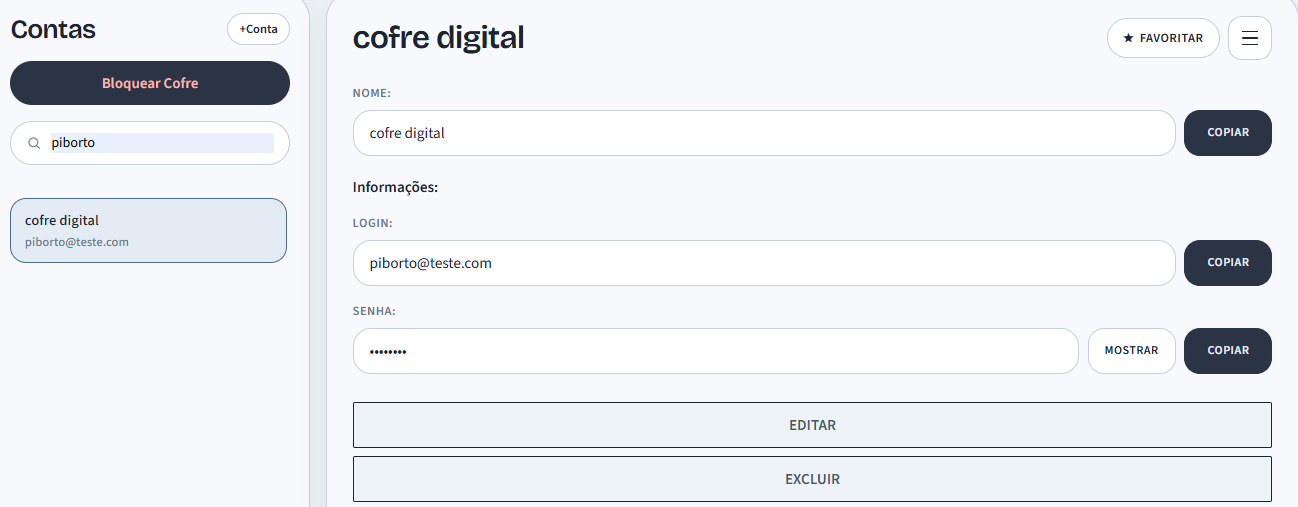 Contas
+Conta
Bloquear Cofre
piborto
cofre digital
piborto@teste.com
cofre digital
★ FAVORITAR
NOME:
cofre digital
COPIAR
Informações:
LOGIN:
piborto@teste.com
COPIAR
SENHA:
••••••••
MOSTRAR
COPIAR
EDITAR
EXCLUIR